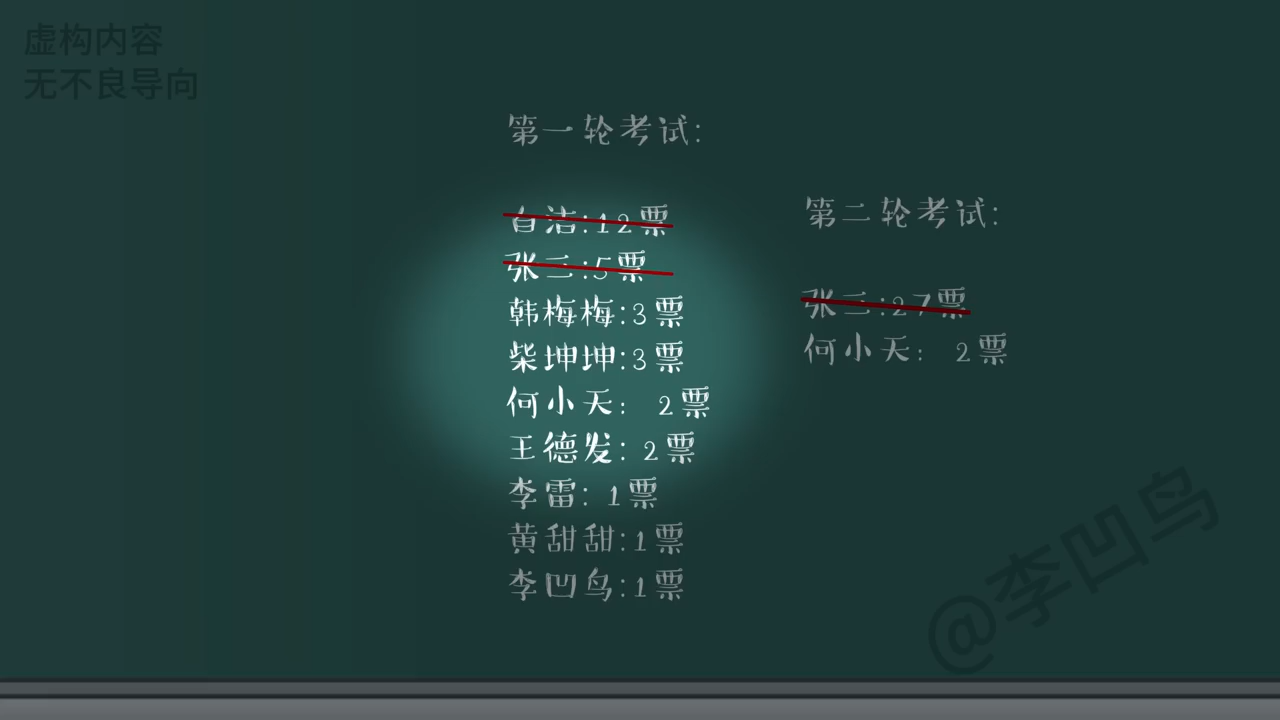 虚构内容
无不良导向
第一轮考试:
白洁:12票
张三:5票
韩梅梅:3票
柴坤坤:3票
何小天: 2票
王德发: 2票
李雷: 1票
黄甜甜:1票
李凹鸟:1票
第二轮考试:
张三:27票
何小天: 2票
@李凹鸟